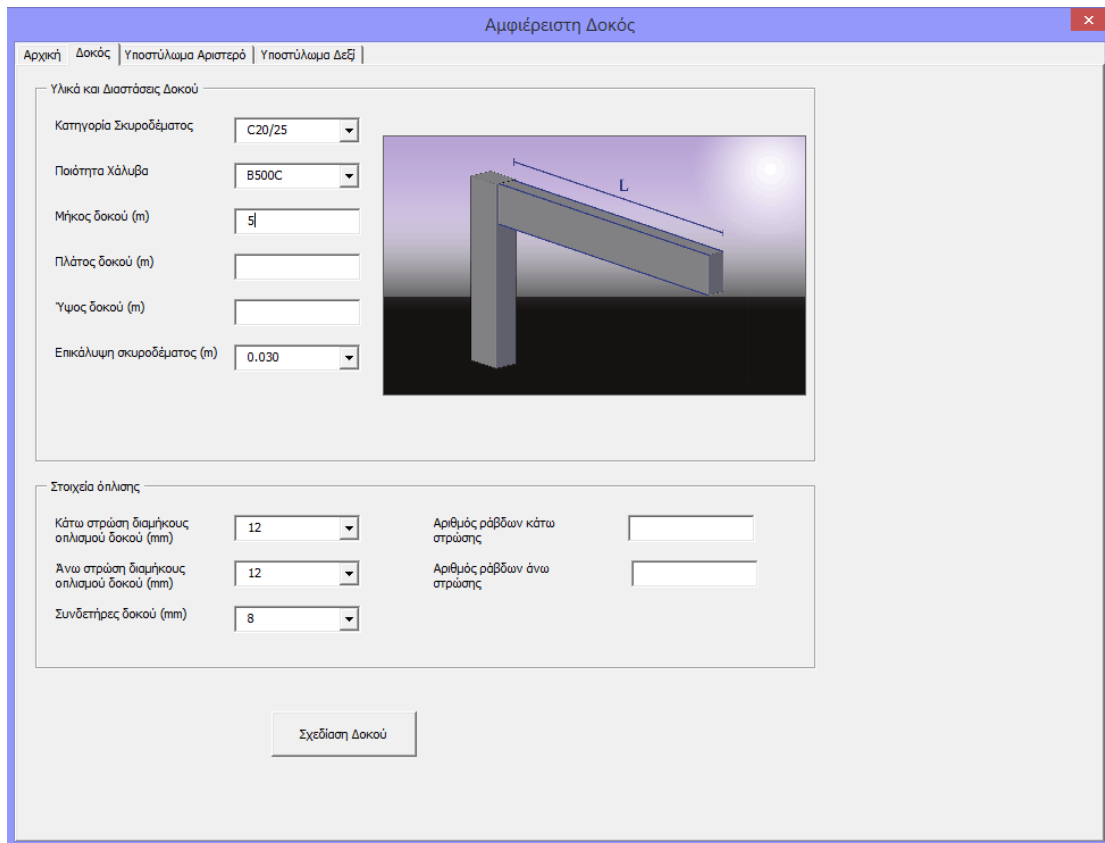 Αμφιέρειστη Δοκός
Αρχική Δοκός Υποστύλωμα Αριστερό Υποστύλωμα Δεξί
Υλικά και Διαστάσεις Δοκού
Κατηγορία Σκυροδέματος C20/25
Ποιότητα Χάλυβα B500C
Μήκος δοκού (m) 5
Πλάτος δοκού (m)
Ύψος δοκού (m)
Επικάλυψη σκυροδέματος (m) 0.030
L
Στοιχεία όπλισης
Κάτω στρώση διαμήκους
οπλισμού δοκού (mm) 12
Αριθμός ράβδων κάτω
στρώσης
Άνω στρώση διαμήκους
οπλισμού δοκού (mm) 12
Αριθμός ράβδων άνω
στρώσης
Συνδετήρες δοκού (mm) 8
Σχεδίαση Δοκού